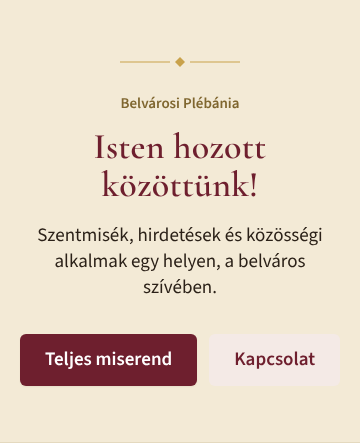 Belvárosi Plébánia
Isten hozott
közöttünk!
Szentmisék, hirdetések és közösségi
alkalmak egy helyen, a belváros
szívében.
Teljes miserend
Kapcsolat